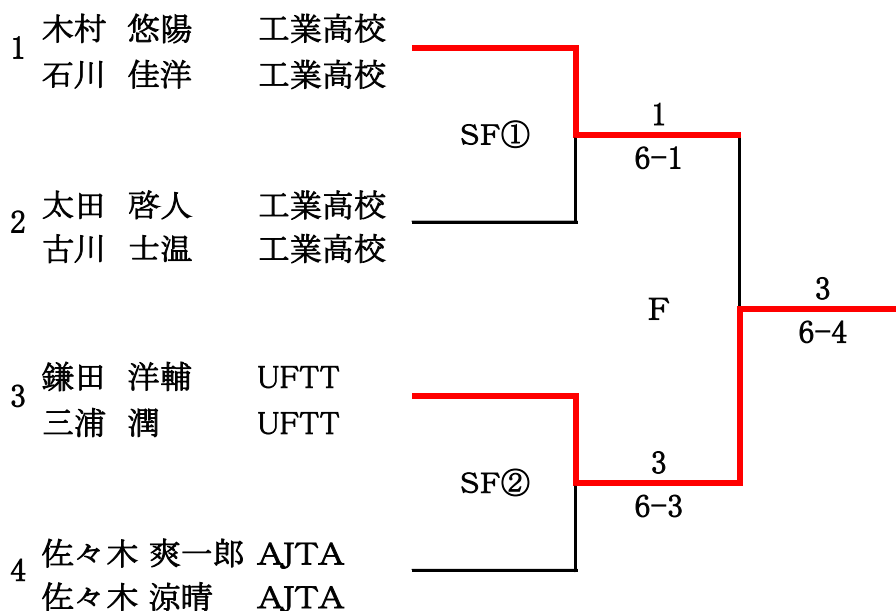 1 木村 悠陽 工業高校
石川 佳洋 工業高校
SF①
1
6-1
2 太田 啓人 工業高校
古川 士温 工業高校
F
3
6-4
3 鎌田 洋輔 UFTT
三浦 潤 UFTT
SF②
3
6-3
4 佐々木 爽一郎 AJTA
佐々木 涼晴 AJTA